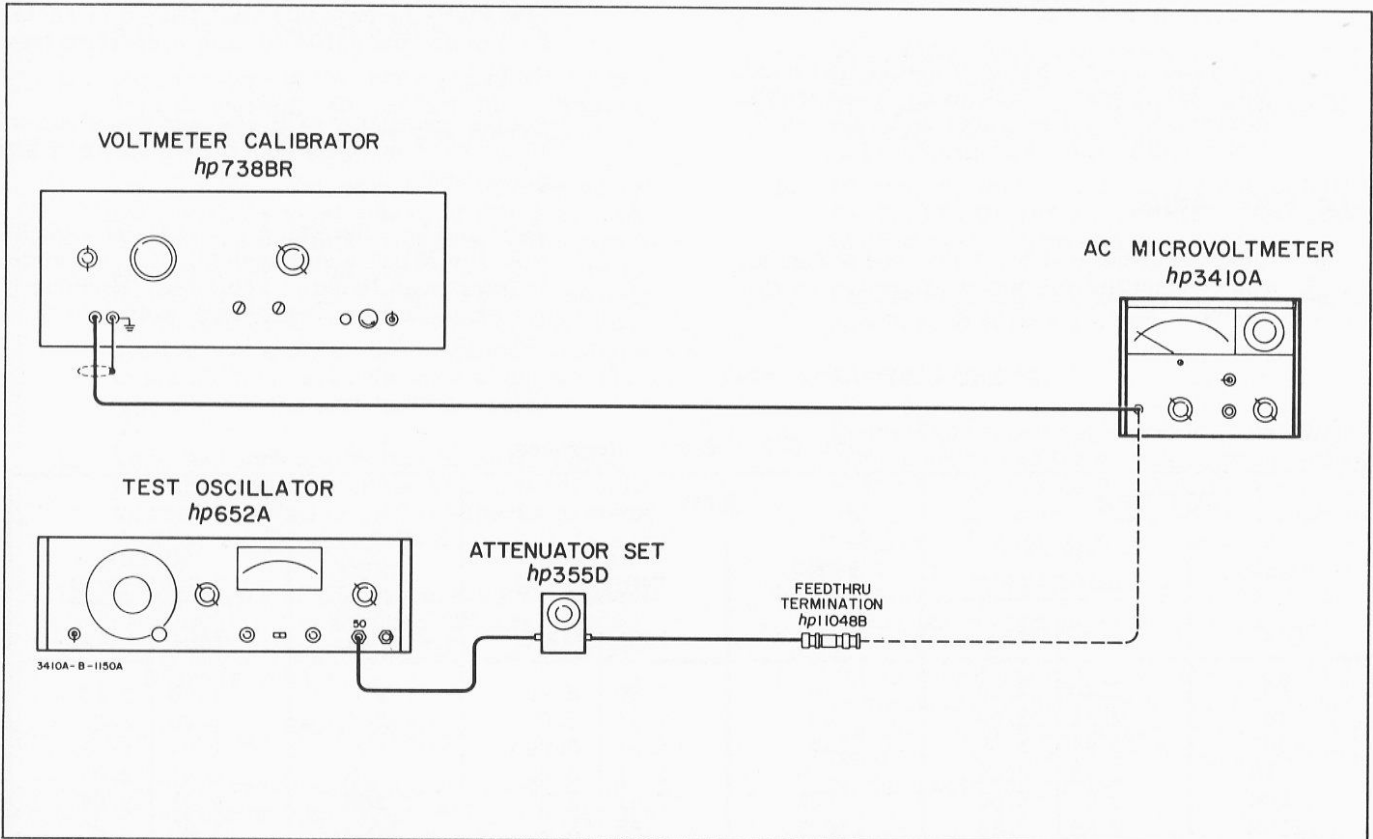 VOLTMETER CALIBRATOR
hp738BR
AC MICROVOLTMETER
hp3410A
TEST OSCILLATOR
hp652A
ATTENUATOR SET
hp355D
FEEDTHRU
TERMINATION
hp11048B
50
3410A-B-1150A